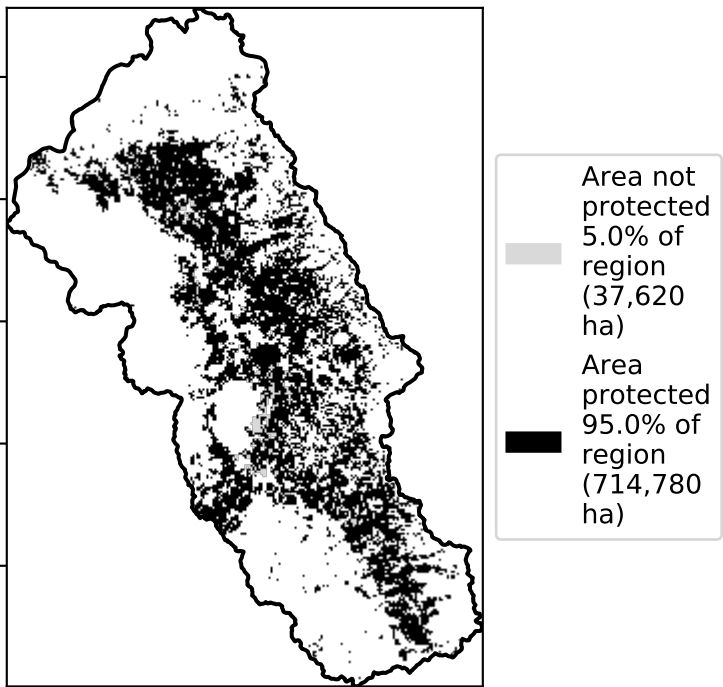 Area not
protected
5.0% of
region
(37,620
ha)
Area
protected
95.0% of
region
(714,780
ha)